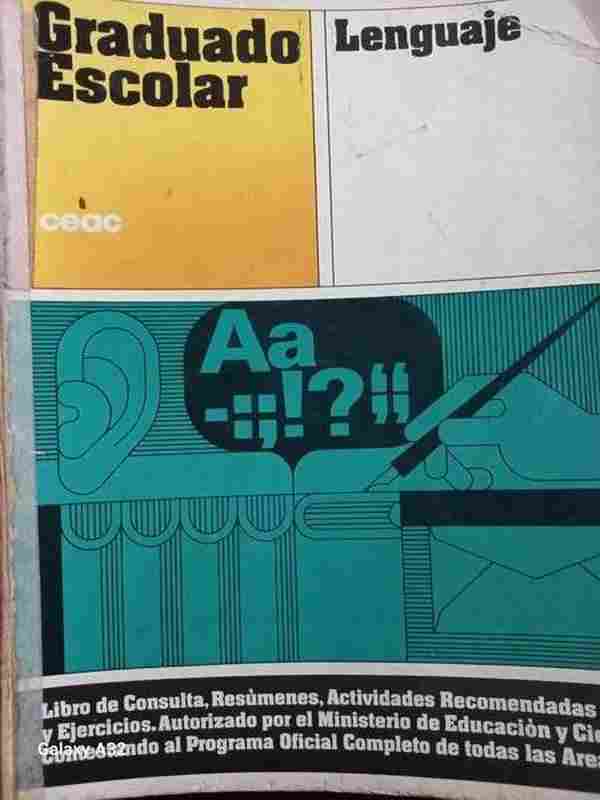 Graduado
Escolar
Lenguaje
ceac
Aa
-:;!?“
Libro de Consulta, Resùmenes, Actividades Recomendadas
y Ejercicios. Autorizado por el Ministerio de Educaciòn y
al Programa Oficial Completo de todas las
Galaxy A32